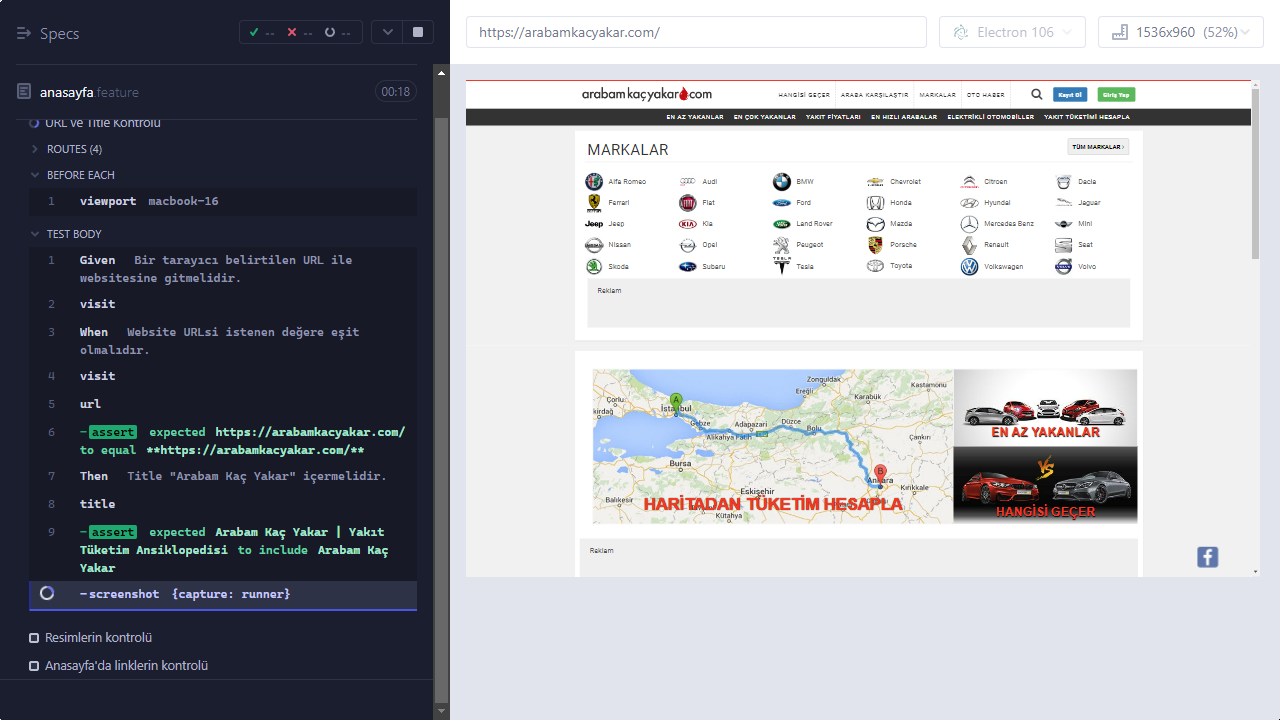 Specs
-- -- --
anasayfa.feature
00:18
URL ve Title Kontrolü
ROUTES (4)
BEFORE EACH
1 viewport macbook-16
TEST BODY
1 Given Bir tarayıcı belirtilen URL ile
websitesine gitmelidir.
2 visit
3 When Website URLsi istenen değere eşit
olmalıdır.
4 visit
5 url
6 -assert expected https://arabamkacyakar.com/
to equal **https://arabamkacyakar.com/**
7 Then Title "Arabam Kaç Yakar" içermelidir.
8 title
9 -assert expected Arabam Kaç Yakar | Yakıt
Tüketim Ansiklopedisi to include Arabam Kaç
Yakar
-screenshot {capture: runner}
Resimlerin kontrolü
Anasayfa'da linklerin kontrolü
https://arabamkacyakar.com/
Electron 106
1536x960 (52%)
arabamkaçyakar com
HANGİSİ GEÇER ARABA KARŞILAŞTIR MARKALAR OTO HABER
Kayıt Ol Giriş Yap
EN AZ YAKANLAR EN ÇOK YAKANLAR YAKIT FİYATLARI EN HIZLI ARABALAR ELEKTRİKLİ OTOMOBİLLER YAKIT TÜKETİMİ HESAPLA
MARKALAR
TÜM MARKALAR ›
Alfa Romeo Audi BMW Chevrolet Citroen Dacia
Ferrari Fiat Ford Honda Hyundai Jaguar
Jeep Jeep KIA Kia Land Rover Mazda Mercedes Benz Mini
Nissan Opel Peugeot Porsche Renault Seat
Skoda Subaru TESLA Tesla Toyota Volkswagen Volvo
Reklam
Zonguldak
Kastamonu
Ereğli
Karabük
Çorlu
A
İstanbul
kirdağ
Gebze
Adapazarı
Düzce
Bolu
Alikahya Fatih
Çankırı
Bursa
B
Ankara
Kırıkkale
Eskişehir
Balıkesir
Kütahya
HARİTADAN TÜKETİM HESAPLA
EN AZ YAKANLAR
VS
HANGİSİ GEÇER
Reklam
f